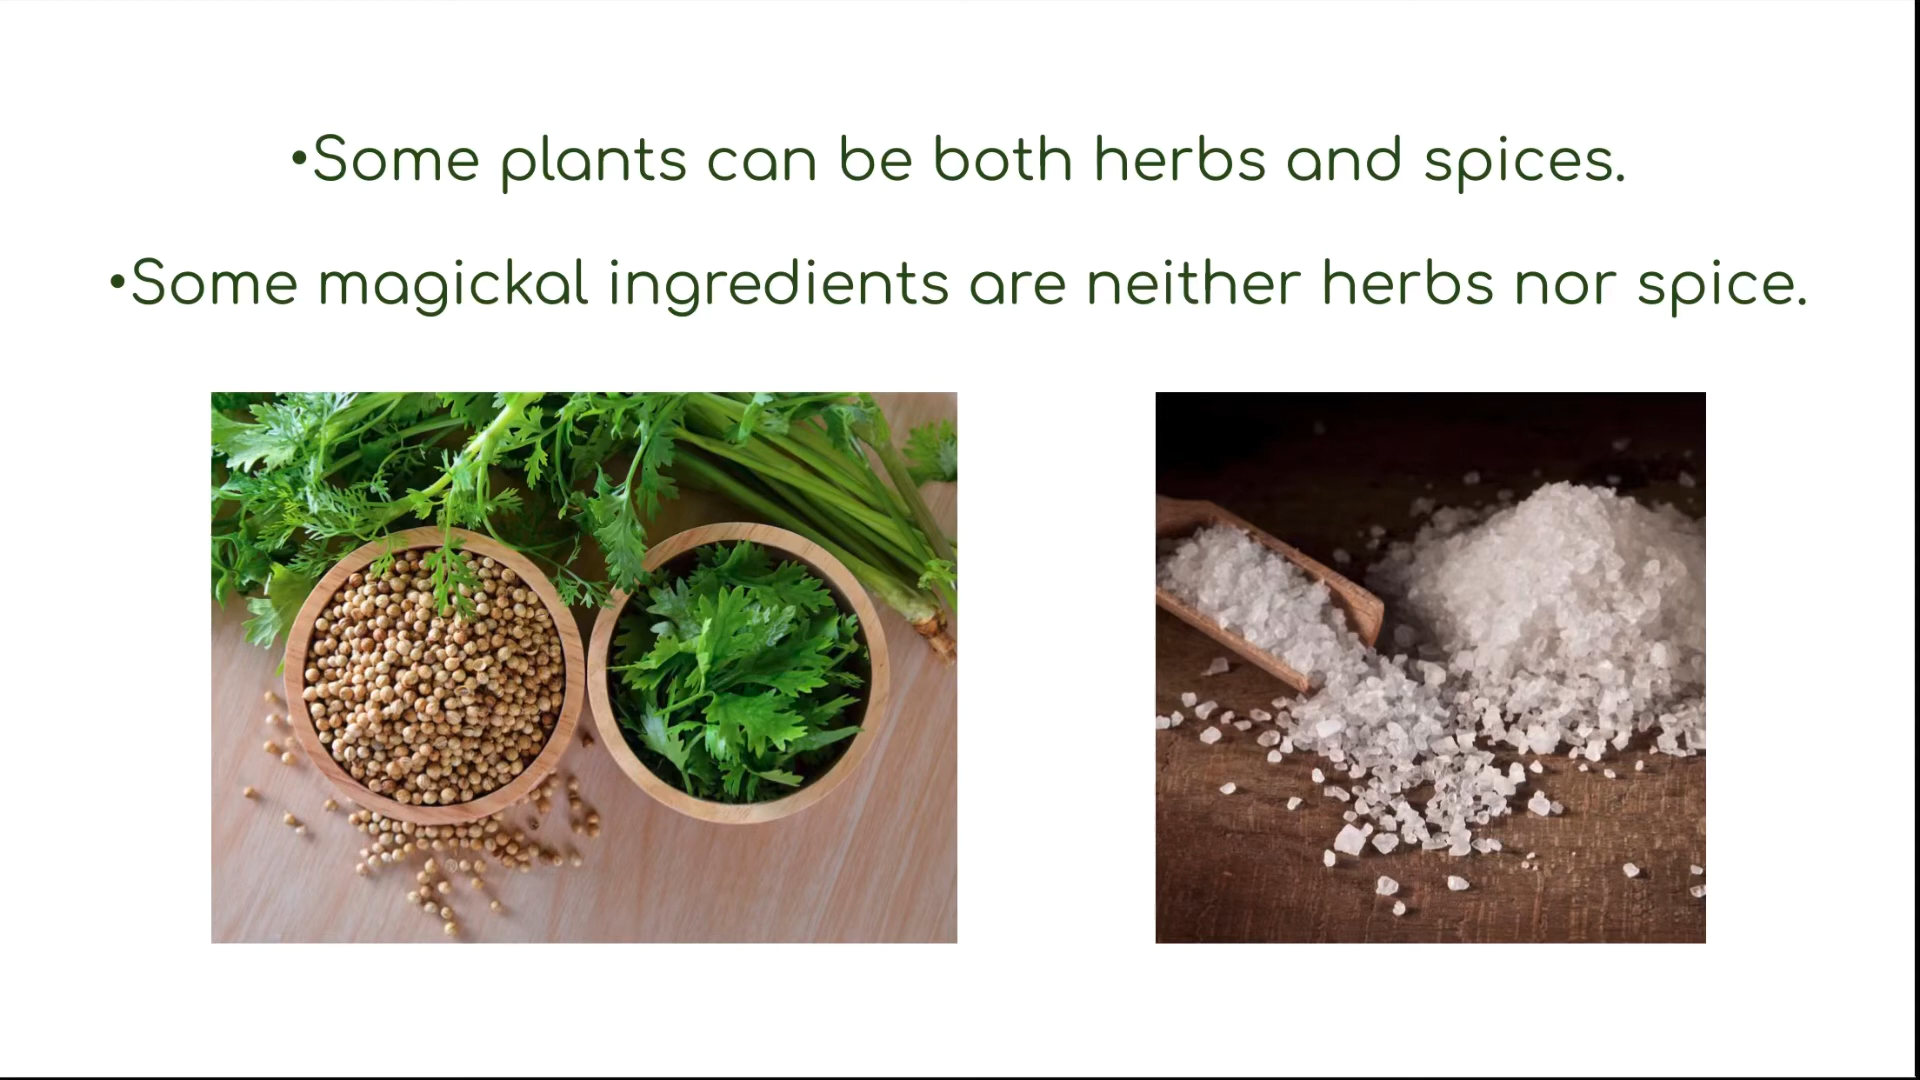 •Some plants can be both herbs and spices.
•Some magickal ingredients are neither herbs nor spice.